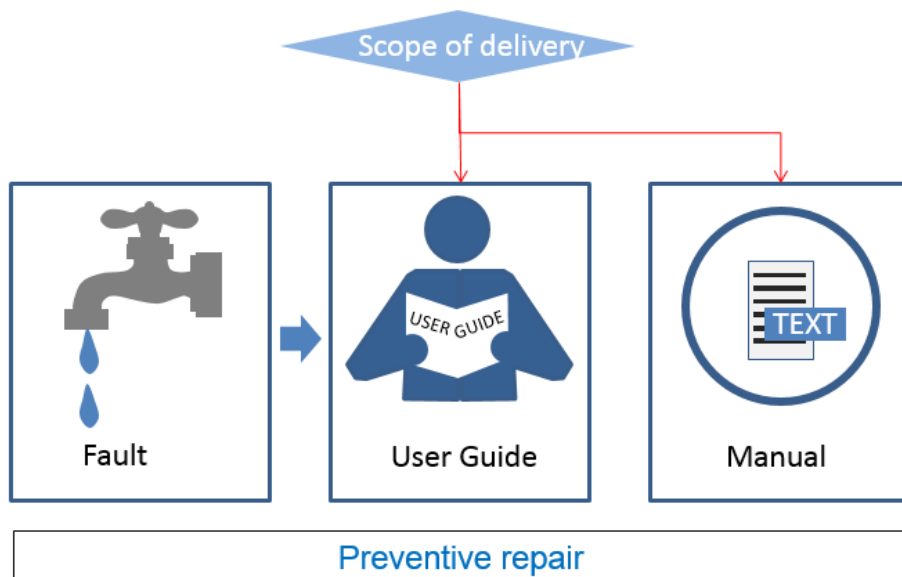 Scope of delivery
USER GUIDE
TEXT
Fault
User Guide
Manual
Preventive repair